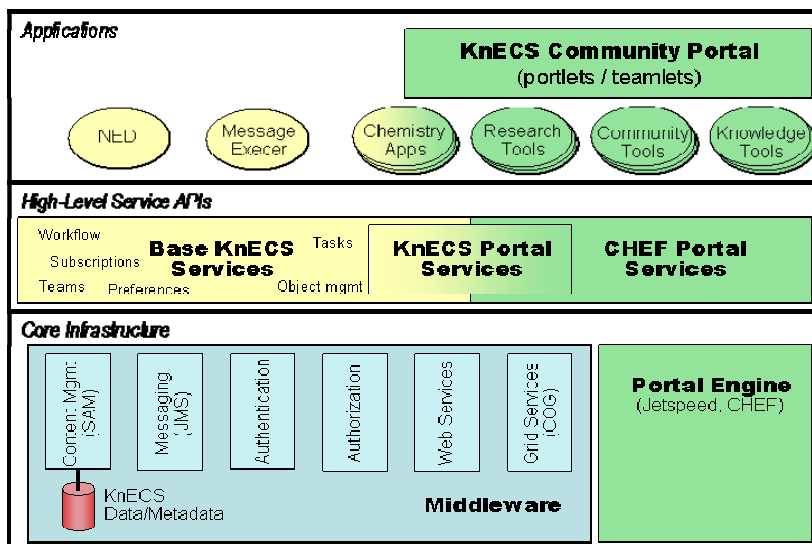 Applications
KnECS Community Portal
(portlets / teamlets)
NED
Message
Execer
Chemistry
Apps
Research
Tools
Community
Tools
Knowledge
Tools
High-Level Service APIs
Workflow
Subscriptions
Teams
Preferences
Base KnECS
Services
Tasks
Object mgmt
KnECS Portal
Services
CHEF Portal
Services
Core Infrastructure
Content Mgmt
(SAM)
Messaging
(JMS)
Authentication
Authorization
Web Services
Grid Services
(COG)
KnECS
Data/Metadata
Middleware
Portal Engine
(Jetspeed, CHEF)